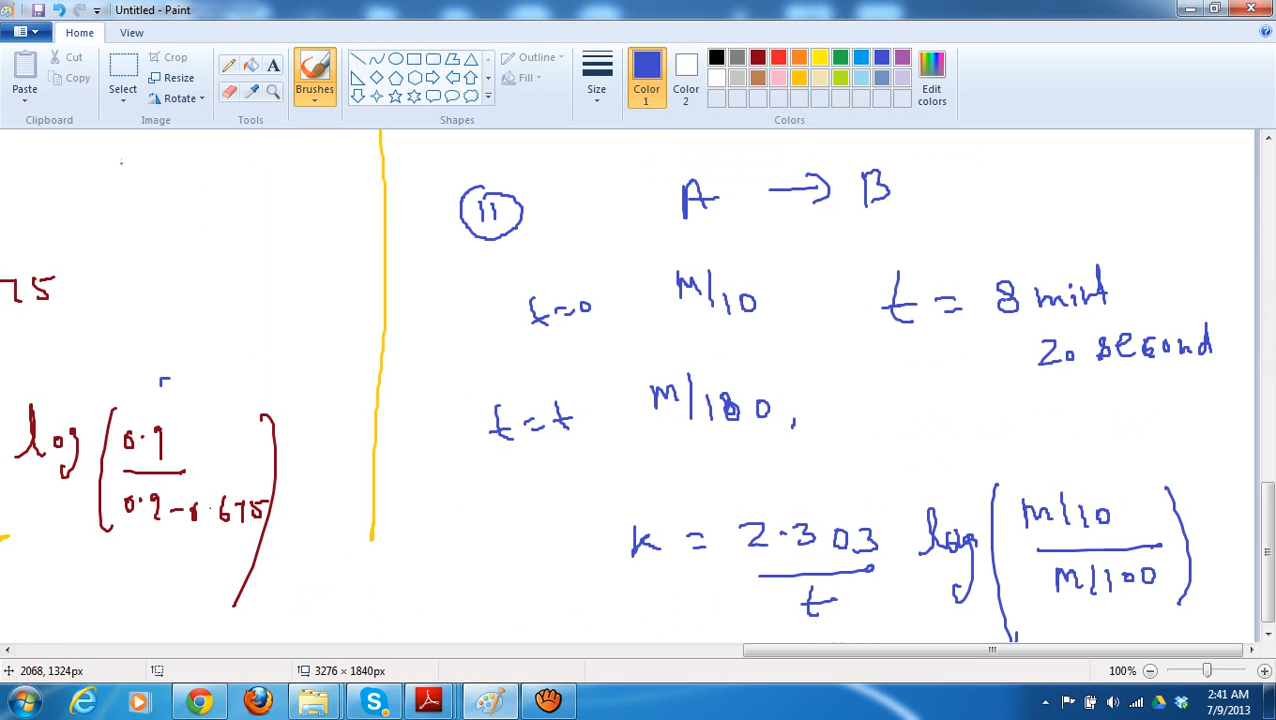 Untitled - Paint
Home
View
Paste
Cut
Copy
Clipboard
Select
Crop
Resize
Rotate
Image
Tools
Brushes
Shapes
Outline
Fill
Size
Color 1
Color 2
Edit colors
Colors
11
A → B
75
t=0
M/10
t = 8 mint
20 second
t=t
M/100,
log (0.9 / 0.9-0.675)
k = 2.303 / t log (M/10 / M/100)
2068, 1324px
3276 × 1840px
100%
2:41 AM
7/9/2013